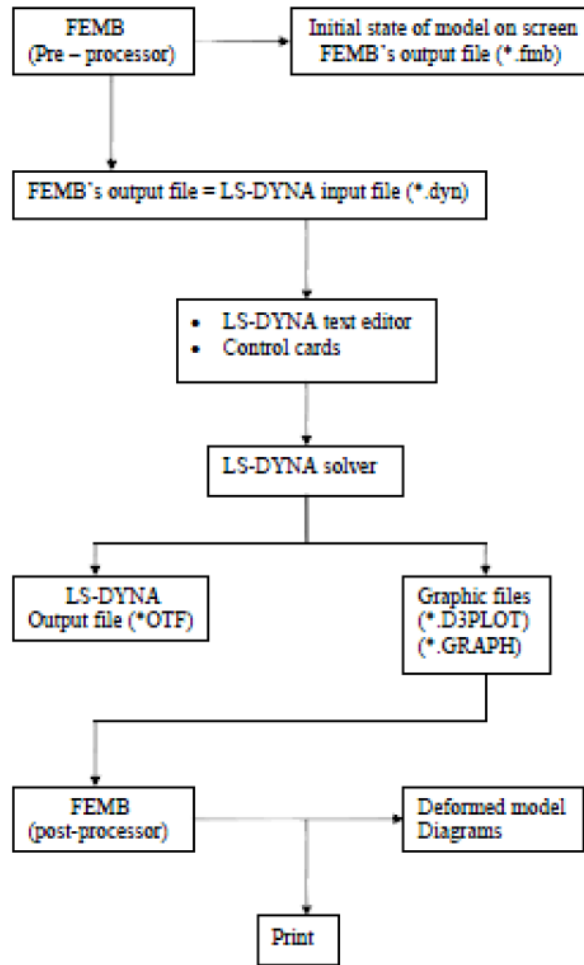 FEMB
(Pre – processor)
Initial state of model on screen
FEMB`s output file (*.fmb)
FEMB`s output file = LS-DYNA input file (*.dyn)
• LS-DYNA text editor
• Control cards
LS-DYNA solver
LS-DYNA
Output file (*OTF)
Graphic files
(*.D3PLOT)
(*.GRAPH)
FEMB
(post-processor)
Deformed model
Diagrams
Print